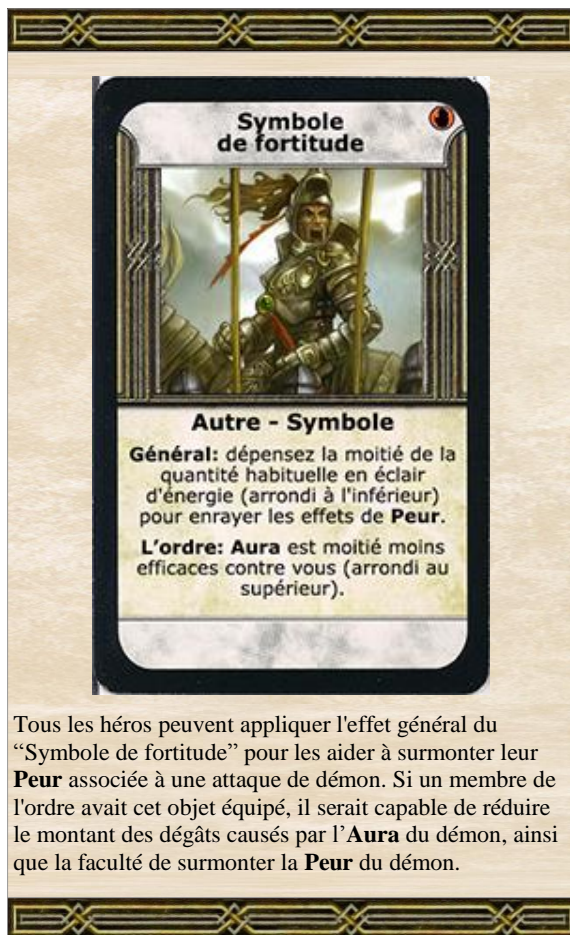 Symbole
de fortitude
Autre - Symbole
Général: dépensez la moitié de la
quantité habituelle en éclair
d'énergie (arrondi à l'inférieur)
pour enrayer les effets de Peur.
L'ordre: Aura est moitié moins
efficaces contre vous (arrondi au
supérieur).
Tous les héros peuvent appliquer l'effet général du
“Symbole de fortitude” pour les aider à surmonter leur
Peur associée à une attaque de démon. Si un membre de
l'ordre avait cet objet équipé, il serait capable de réduire
le montant des dégâts causés par l’Aura du démon, ainsi
que la faculté de surmonter la Peur du démon.